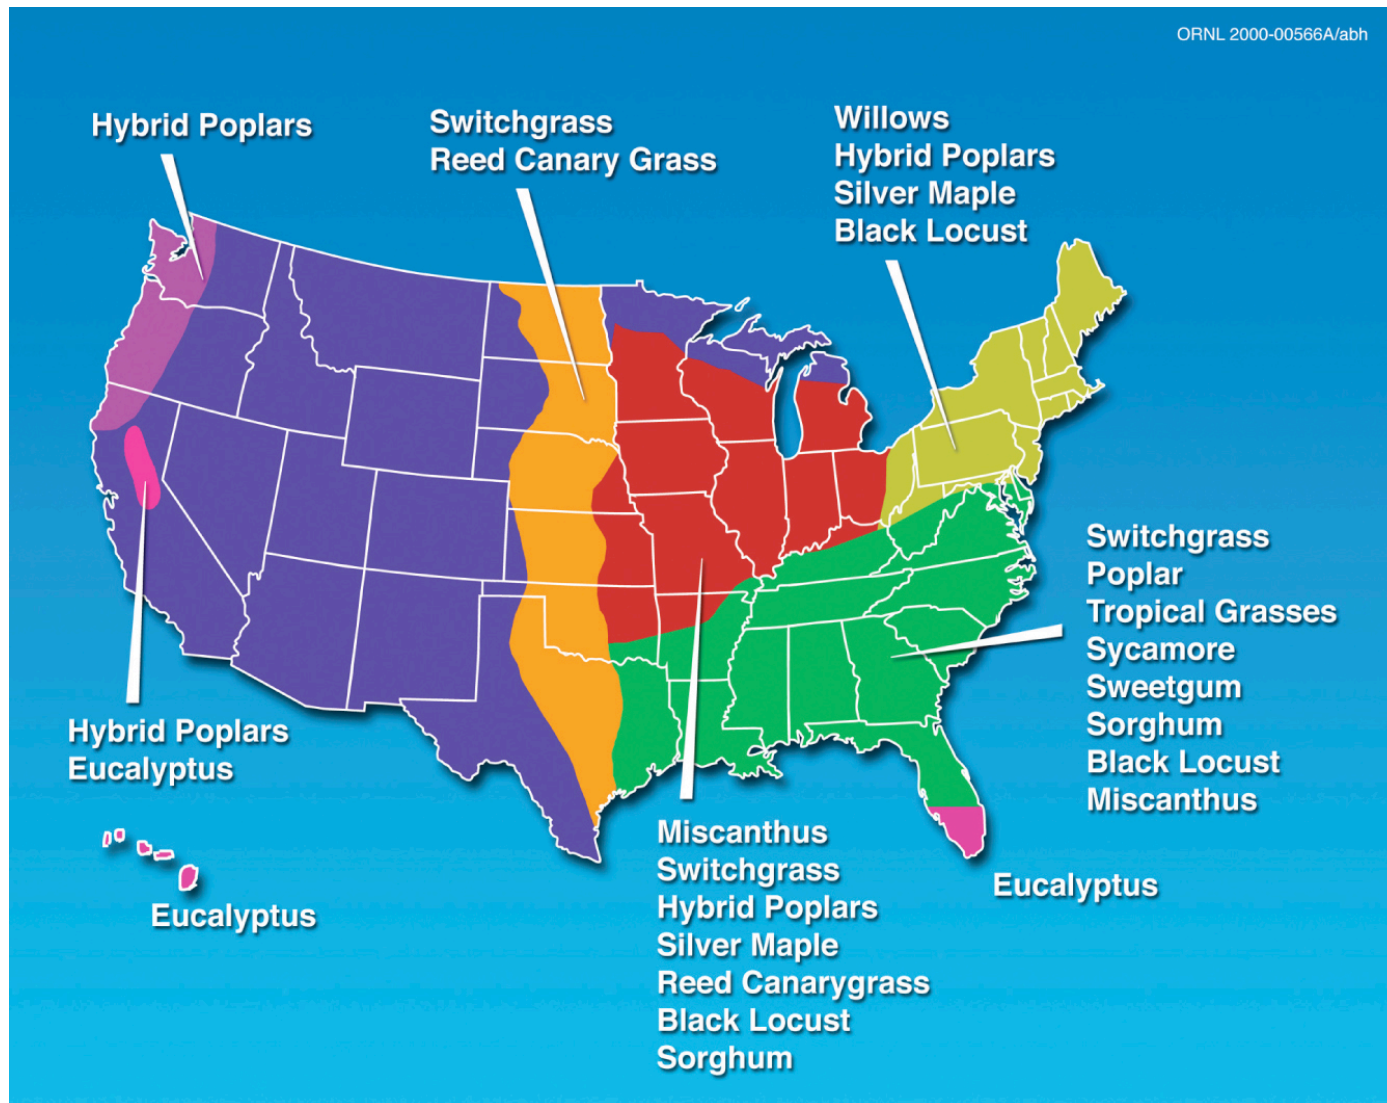 ORNL 2000-00566A/abh
Hybrid Poplars
Switchgrass
Reed Canary Grass
Willows
Hybrid Poplars
Silver Maple
Black Locust
Switchgrass
Poplar
Tropical Grasses
Sycamore
Sweetgum
Sorghum
Black Locust
Miscanthus
Hybrid Poplars
Eucalyptus
Miscanthus
Switchgrass
Hybrid Poplars
Silver Maple
Reed Canarygrass
Black Locust
Sorghum
Eucalyptus
Eucalyptus